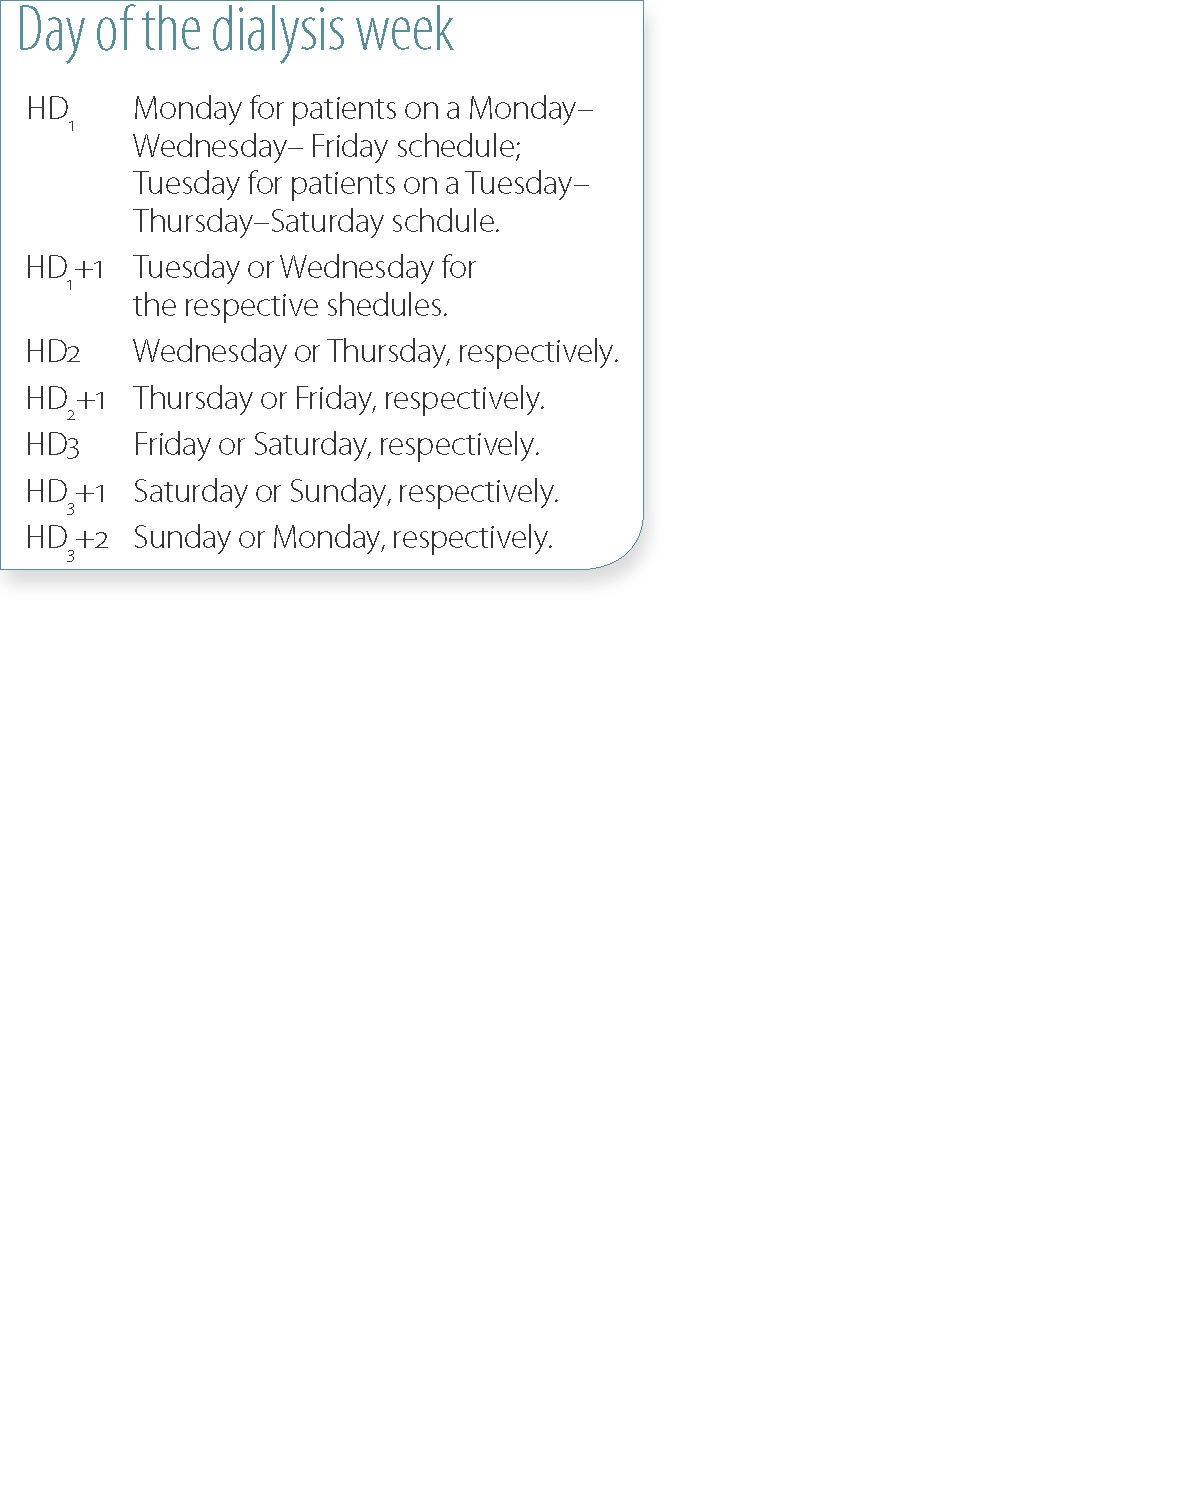 Day of the dialysis week
HD₁ Monday for patients on a Monday–
Wednesday– Friday schedule;
Tuesday for patients on a Tuesday–
Thursday–Saturday schdule.
HD₁+1 Tuesday or Wednesday for
the respective shedules.
HD2 Wednesday or Thursday, respectively.
HD₂+1 Thursday or Friday, respectively.
HD3 Friday or Saturday, respectively.
HD₃+1 Saturday or Sunday, respectively.
HD₃+2 Sunday or Monday, respectively.